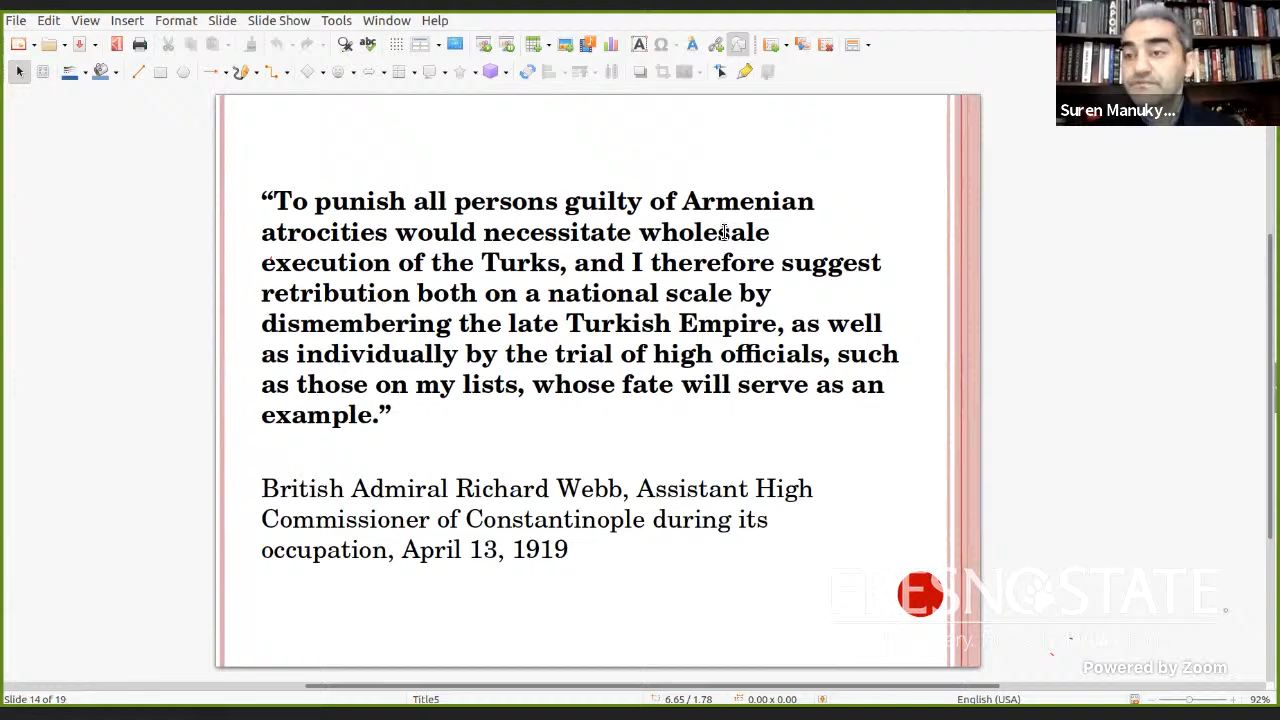 File Edit View Insert Format Slide Slide Show Tools Window Help
Suren Manuky...
“To punish all persons guilty of Armenian
atrocities would necessitate wholesale
execution of the Turks, and I therefore suggest
retribution both on a national scale by
dismembering the late Turkish Empire, as well
as individually by the trial of high officials, such
as those on my lists, whose fate will serve as an
example.”
British Admiral Richard Webb, Assistant High
Commissioner of Constantinople during its
occupation, April 13, 1919
FRESNO STATE
Powered by Zoom
Slide 14 of 19 Title5 6.65 / 1.78 0.00 x 0.00 English (USA) 92%